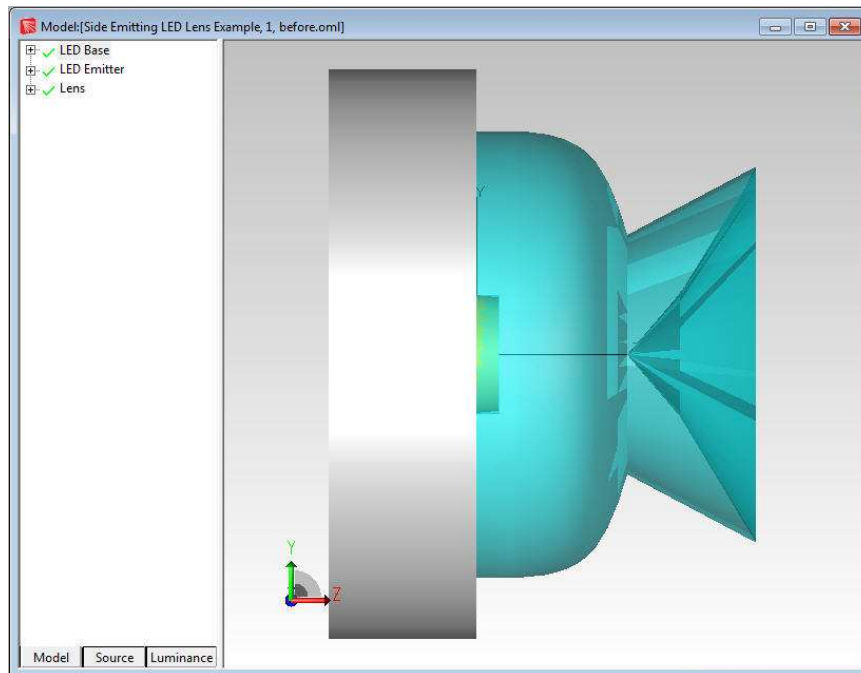 Model:[Side Emitting LED Lens Example, 1, before.oml]
LED Base
LED Emitter
Lens
Y
Y
Z
Model Source Luminance